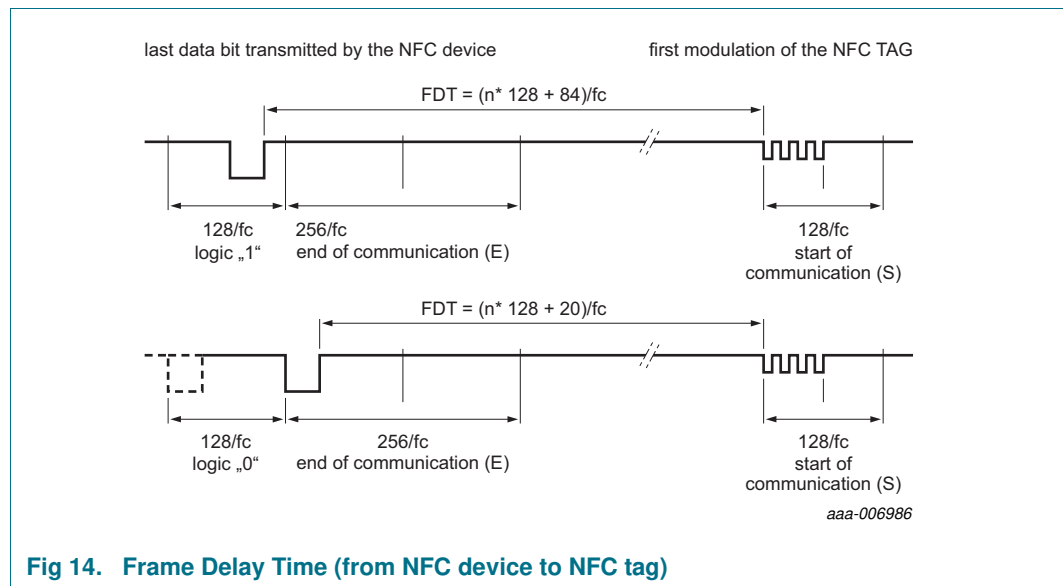 last data bit transmitted by the NFC device first modulation of the NFC TAG
FDT = (n* 128 + 84)/fc
128/fc 256/fc 128/fc
logic „1“ end of communication (E) start of
communication (S)
FDT = (n* 128 + 20)/fc
128/fc 256/fc 128/fc
logic „0“ end of communication (E) start of
communication (S)
aaa-006986
Fig 14. Frame Delay Time (from NFC device to NFC tag)